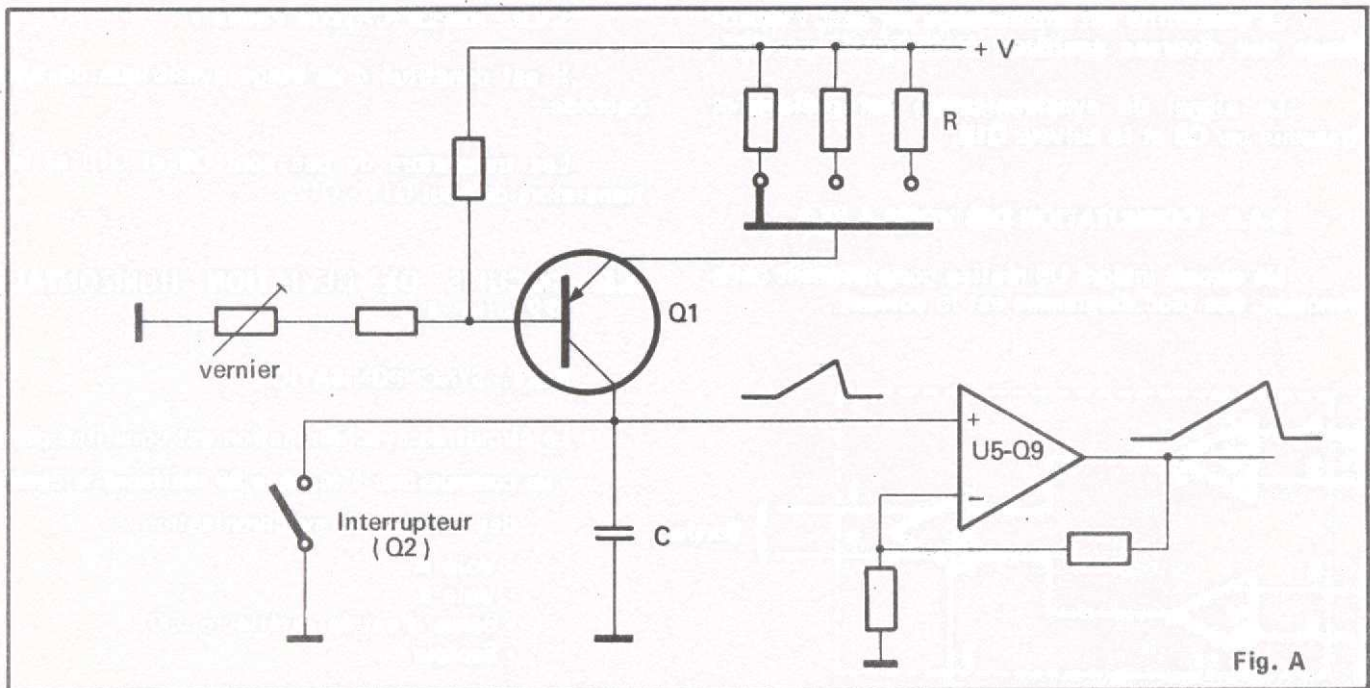 + V
R
Q1
vernier
+
U5-Q9
−
Interrupteur
( Q2 )
C
Fig. A